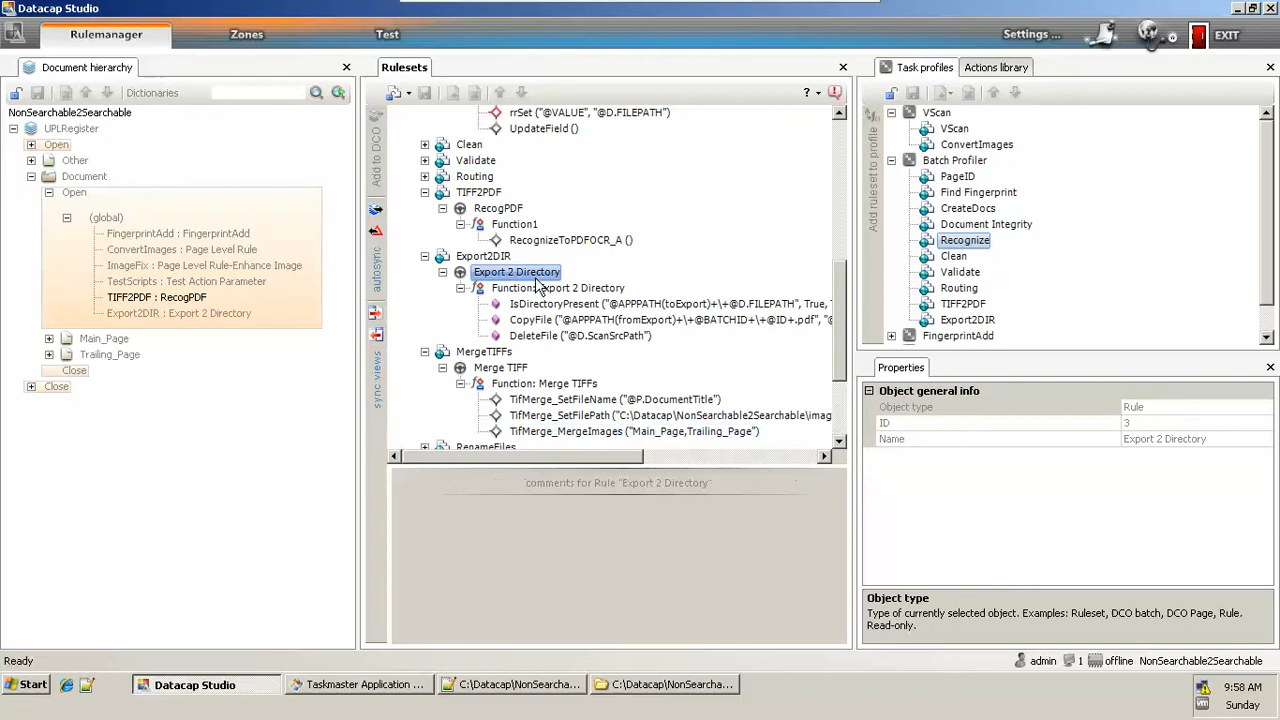 Datacap Studio
Rulemanager
Zones
Test
Settings ...
EXIT
Document hierarchy
Dictionaries
NonSearchable2Searchable
UPLRegister
Open
Other
Document
Open
(global)
FingerprintAdd : FingerprintAdd
ConvertImages : Page Level Rule
ImageFix : Page Level Rule-Enhance Image
TestScripts : Test Action Parameter
TIFF2PDF : RecogPDF
Export2DIR : Export 2 Directory
Main_Page
Trailing_Page
Close
Close
Rulesets
?
Add to DCO
autosync
sync views
rrSet ("@VALUE", "@D.FILEPATH")
UpdateField ()
Clean
Validate
Routing
TIFF2PDF
RecogPDF
Function1
RecognizeToPDFOCR_A ()
Export2DIR
Export 2 Directory
Function: Export 2 Directory
IsDirectoryPresent ("@APPPATH(toExport)+\+@D.FILEPATH", True,
CopyFile ("@APPPATH(fromExport)+\+@BATCHID+\+@ID+.pdf", "@
DeleteFile ("@D.ScanSrcPath")
MergeTIFFs
Merge TIFF
Function: Merge TIFFs
TifMerge_SetFileName ("@P.DocumentTitle")
TifMerge_SetFilePath ("C:\Datacap\NonSearchable2Searchable\imag
TifMerge_MergeImages ("Main_Page,Trailing_Page")
RenameFiles
comments for Rule "Export 2 Directory"
Task profiles
Actions library
Add ruleset to profile
VScan
VScan
ConvertImages
Batch Profiler
PageID
Find Fingerprint
CreateDocs
Document Integrity
Recognize
Clean
Validate
Routing
TIFF2PDF
Export2DIR
FingerprintAdd
Properties
Object general info
Object type Rule
ID 3
Name Export 2 Directory
Object type
Type of currently selected object. Examples: Ruleset, DCO batch, DCO Page, Rule.
Read-only.
Ready
admin 1 offline NonSearchable2Searchable
Start
Datacap Studio
Taskmaster Application ...
C:\Datacap\NonSearcha...
C:\Datacap\NonSearcha...
9:58 AM
Sunday